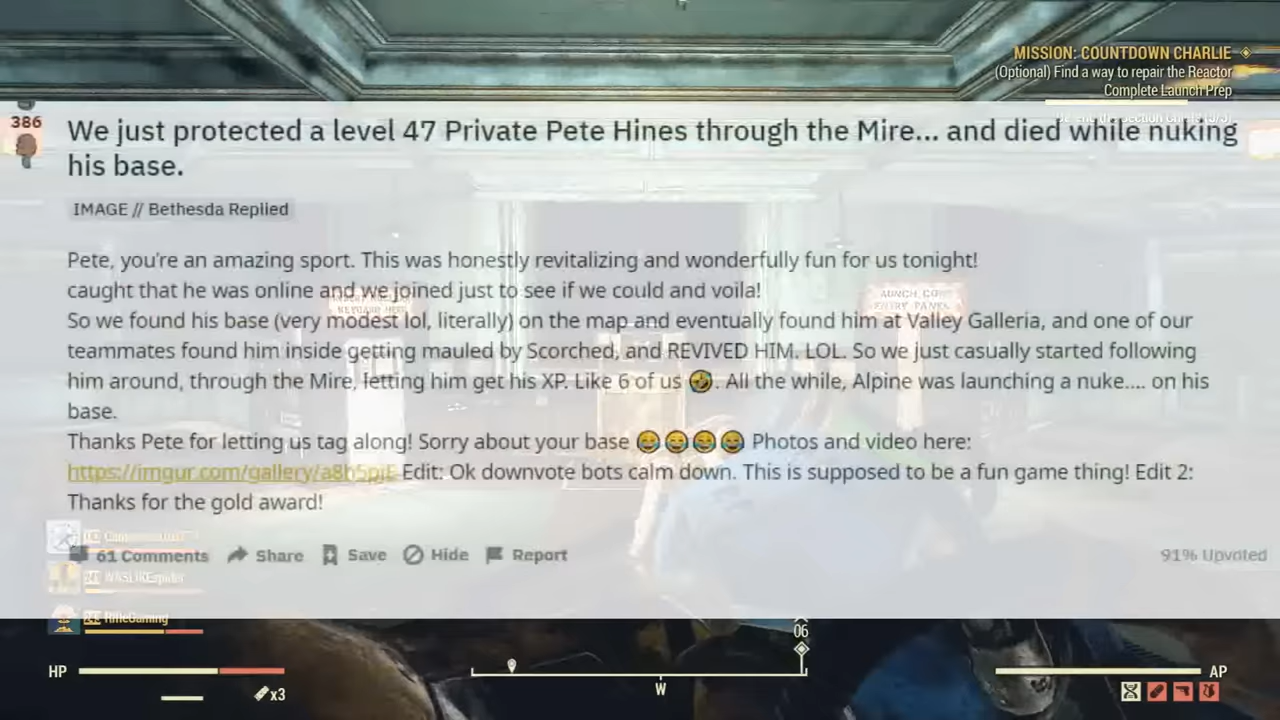 MISSION: COUNTDOWN CHARLIE
(Optional) Find a way to repair the Reactor
Complete Launch Prep
386
We just protected a level 47 Private Pete Hines through the Mire... and died while nuking
his base.
IMAGE // Bethesda Replied
Pete, you're an amazing sport. This was honestly revitalizing and wonderfully fun for us tonight!
caught that he was online and we joined just to see if we could and voila!
So we found his base (very modest lol, literally) on the map and eventually found him at Valley Galleria, and one of our
teammates found him inside getting mauled by Scorched, and REVIVED HIM. LOL. So we just casually started following
him around, through the Mire, letting him get his XP. Like 6 of us 🤣. All the while, Alpine was launching a nuke.... on his
base.
Thanks Pete for letting us tag along! Sorry about your base 😂😂😂😂 Photos and video here:
https://imgur.com/gallery/a8h5pjE Edit: Ok downvote bots calm down. This is supposed to be a fun game thing! Edit 2:
Thanks for the gold award!
61 Comments Share Save Hide Report
91% Upvoted
RifleGaming
06
HP
x3
W
AP